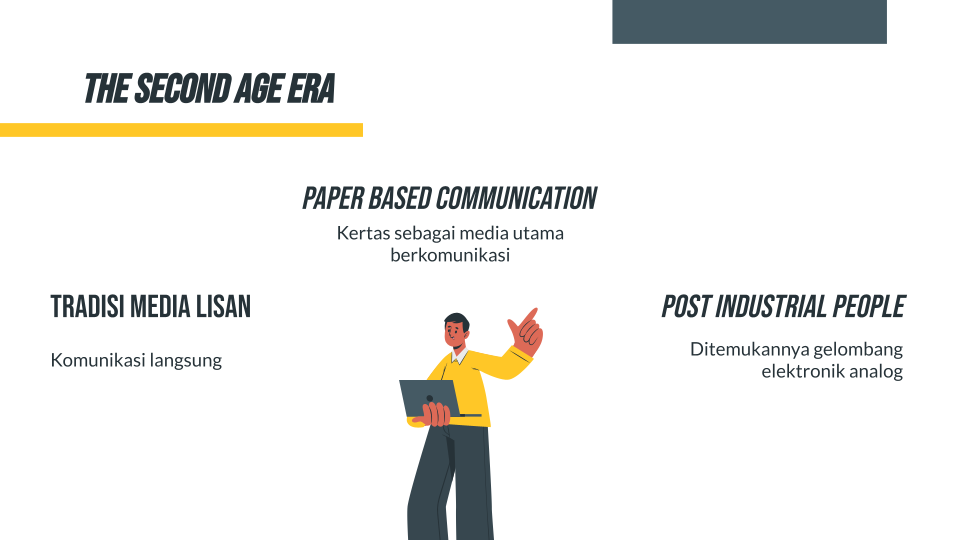 THE SECOND AGE ERA
PAPER BASED COMMUNICATION
Kertas sebagai media utama
berkomunikasi
TRADISI MEDIA LISAN
Komunikasi langsung
POST INDUSTRIAL PEOPLE
Ditemukannya gelombang
elektronik analog